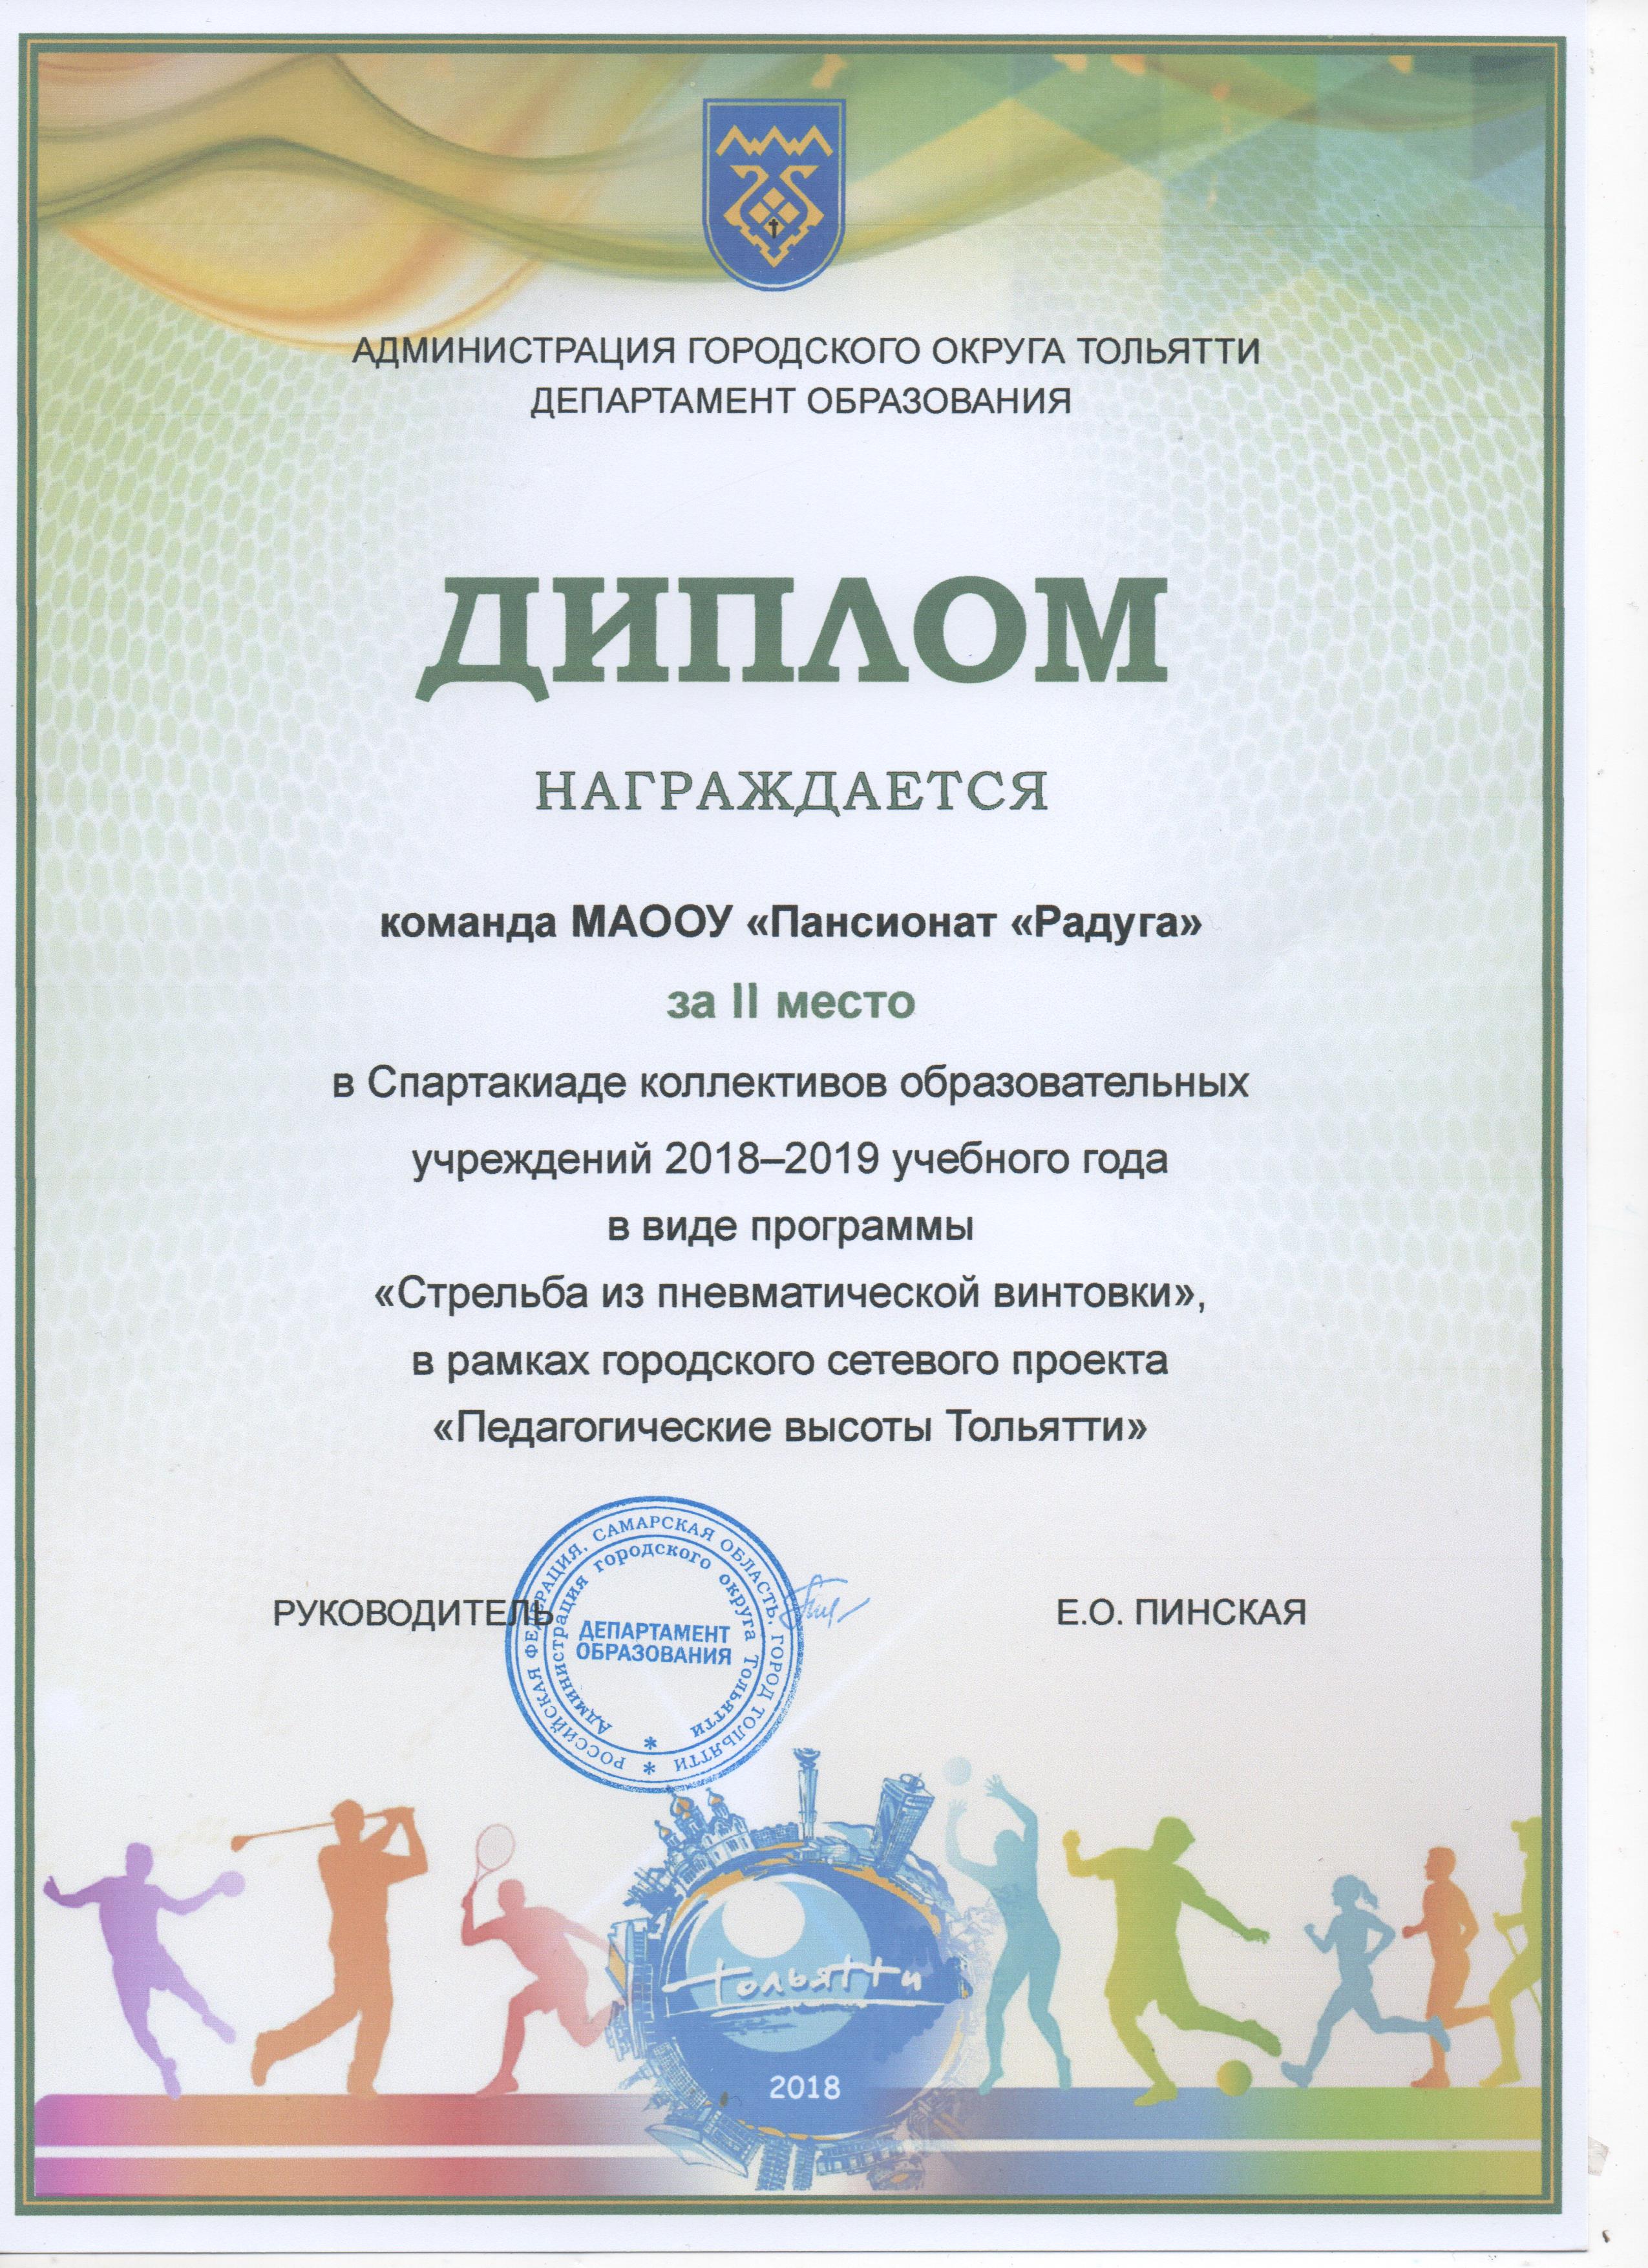 АДМИНИСТРАЦИЯ ГОРОДСКОГО ОКРУГА ТОЛЬЯТТИ
ДЕПАРТАМЕНТ ОБРАЗОВАНИЯ
ДИПЛОМ
НАГРАЖДАЕТСЯ
команда МАООУ «Пансионат «Радуга»
за II место
в Спартакиаде коллективов образовательных
учреждений 2018–2019 учебного года
в виде программы
«Стрельба из пневматической винтовки»,
в рамках городского сетевого проекта
«Педагогические высоты Тольятти»
РУКОВОДИТЕЛЬ
Е.О. ПИНСКАЯ
РОССИЙСКАЯ ФЕДЕРАЦИЯ, САМАРСКАЯ ОБЛАСТЬ, ГОРОД ТОЛЬЯТТИ *
Администрация городского округа Тольятти *
ДЕПАРТАМЕНТ
ОБРАЗОВАНИЯ
Тольятти
2018